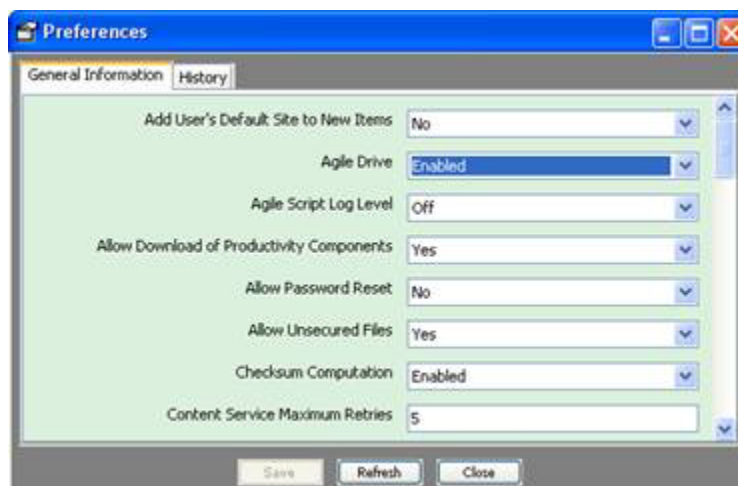 Preferences
General Information History
Add User's Default Site to New Items No
Agile Drive Enabled
Agile Script Log Level Off
Allow Download of Productivity Components Yes
Allow Password Reset No
Allow Unsecured Files Yes
Checksum Computation Enabled
Content Service Maximum Retries 5
Save Refresh Close